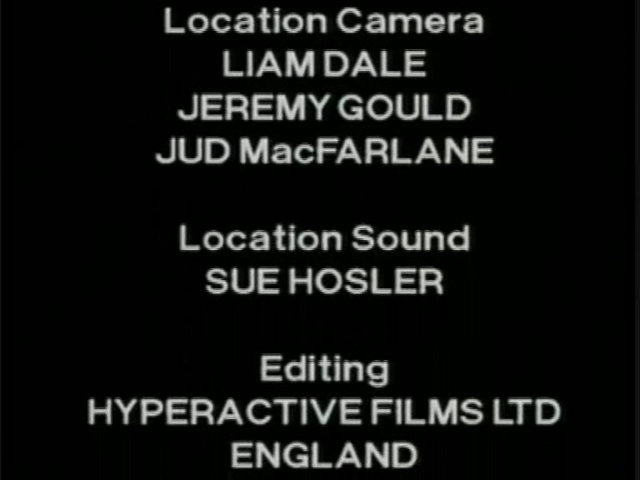 Location Camera
LIAM DALE
JEREMY GOULD
JUD MacFARLANE
Location Sound
SUE HOSLER
Editing
HYPERACTIVE FILMS LTD
ENGLAND